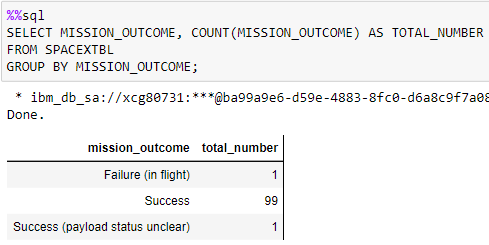 %%sql
SELECT MISSION_OUTCOME, COUNT(MISSION_OUTCOME) AS TOTAL_NUMBER
FROM SPACEXTBL
GROUP BY MISSION_OUTCOME;
* ibm_db_sa://xcg80731:***@ba99a9e6-d59e-4883-8fc0-d6a8c9f7a08
Done.
mission_outcome total_number
Failure (in flight) 1
Success 99
Success (payload status unclear) 1